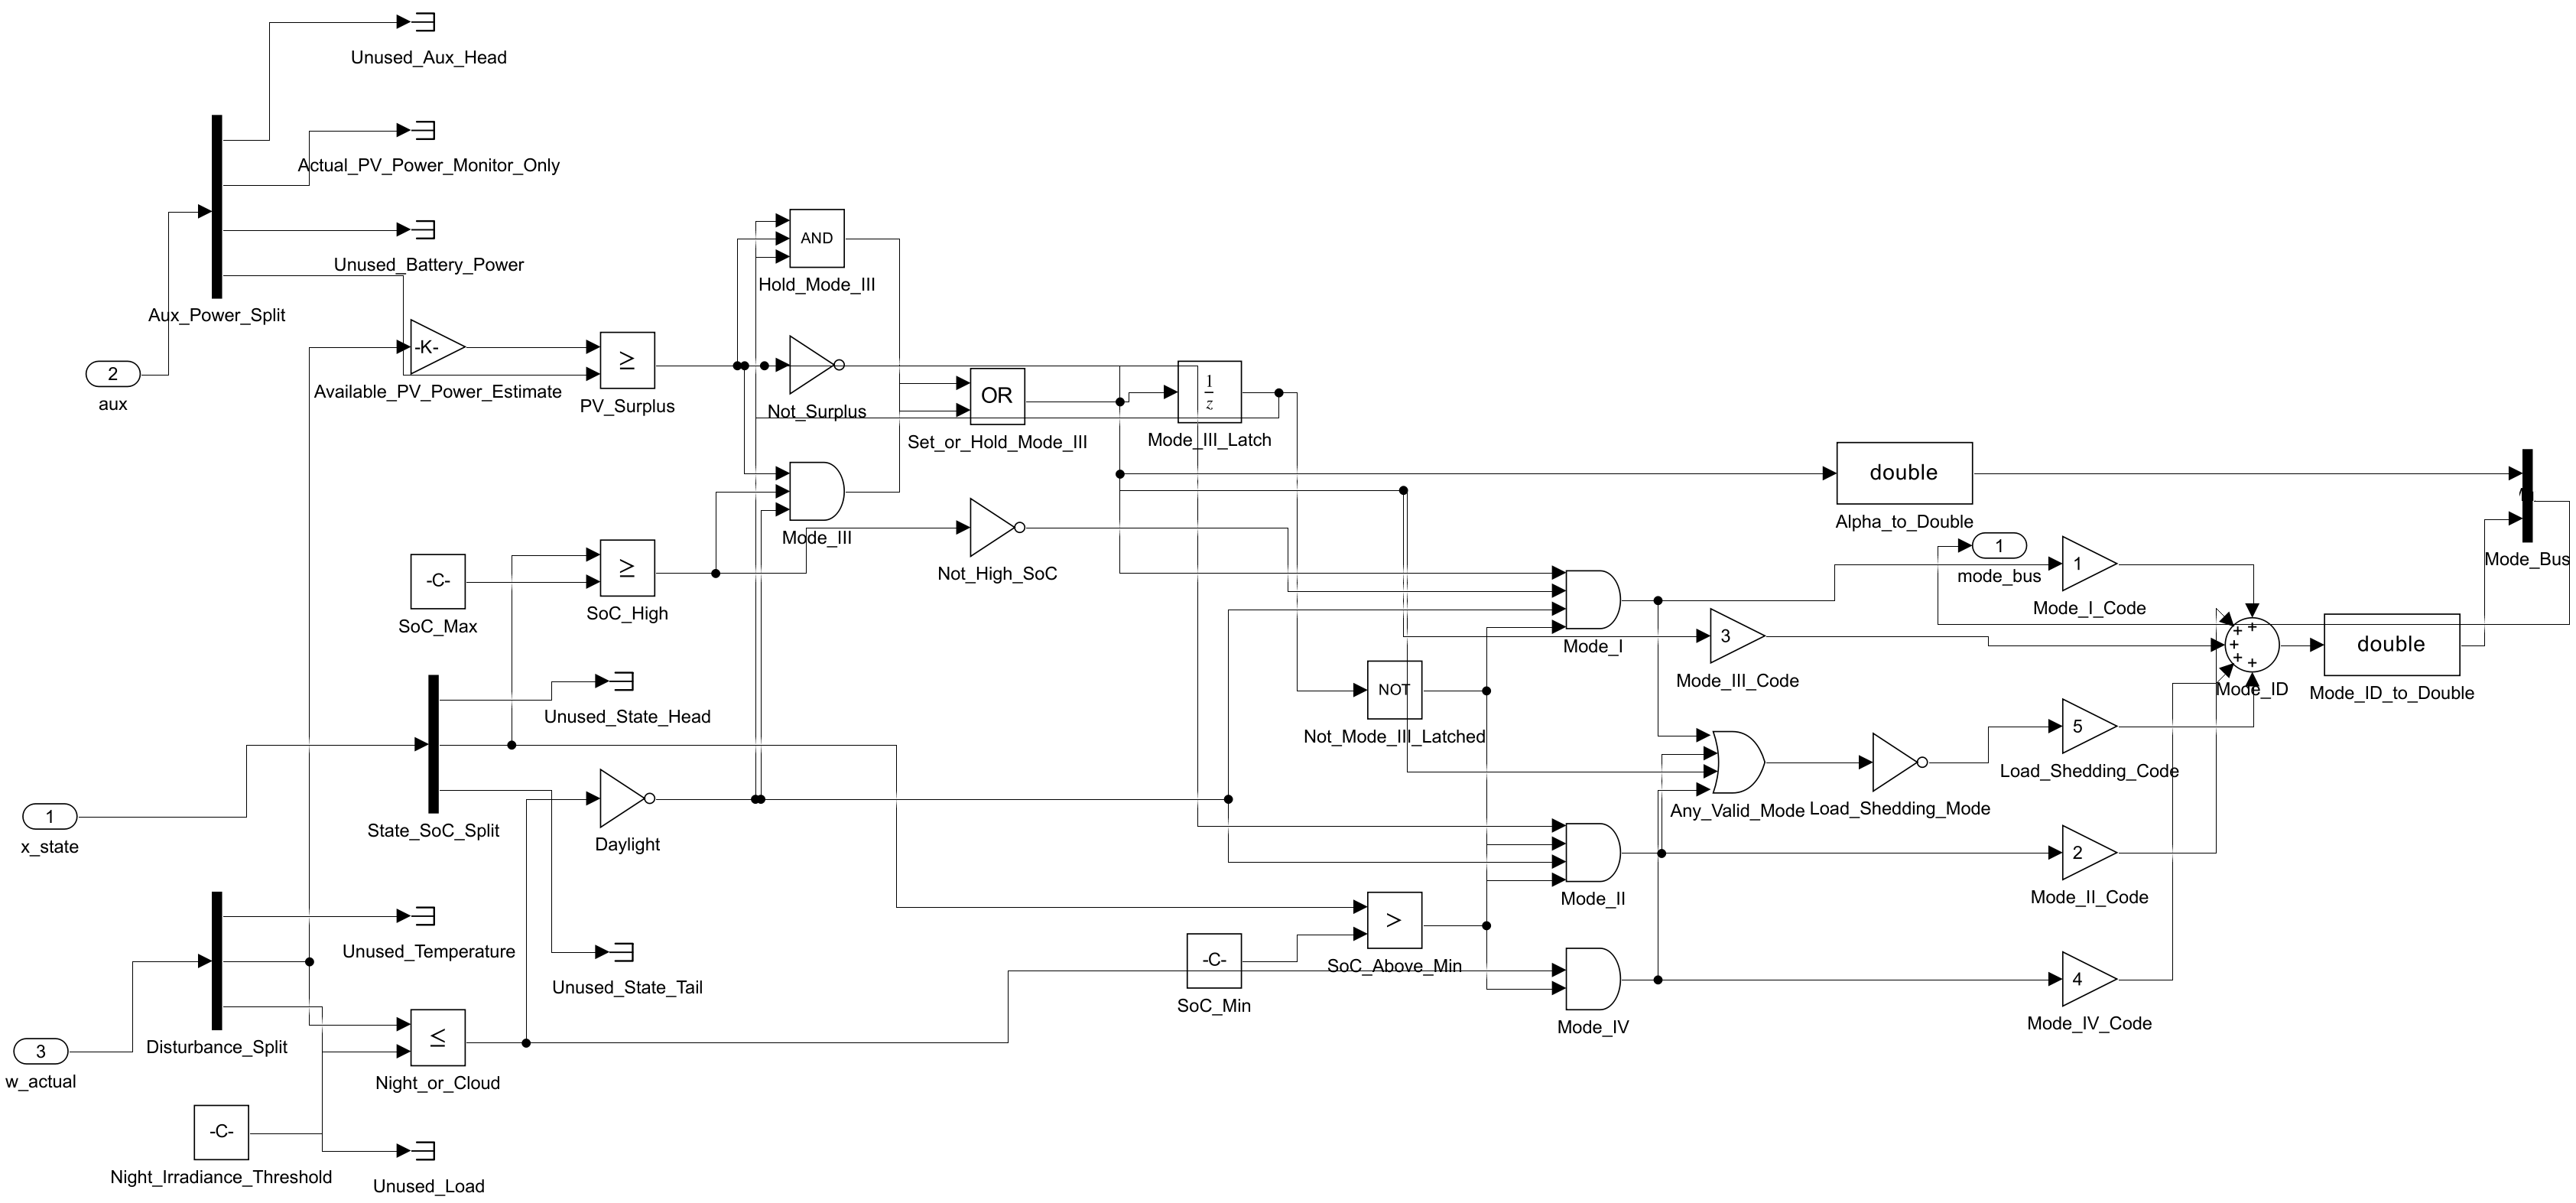 Unused_Aux_Head
Actual_PV_Power_Monitor_Only
Unused_Battery_Power
Aux_Power_Split
2
aux
-K-
Available_PV_Power_Estimate
≥
PV_Surplus
AND
Hold_Mode_III
Not_Surplus
OR
Set_or_Hold_Mode_III
1
z
Mode_III_Latch
Mode_III
-C-
SoC_Max
≥
SoC_High
Not_High_SoC
double
Alpha_to_Double
1
mode_bus
1
Mode_I_Code
Mode_Bus
Mode_I
3
Mode_III_Code
+
+
+
+
+
Mode_ID
double
Mode_ID_to_Double
Unused_State_Head
NOT
Not_Mode_III_Latched
5
Load_Shedding_Code
Any_Valid_Mode
Load_Shedding_Mode
1
x_state
State_SoC_Split
Daylight
Mode_II
2
Mode_II_Code
Unused_Temperature
Unused_State_Tail
>
SoC_Above_Min
-C-
SoC_Min
Mode_IV
4
Mode_IV_Code
3
w_actual
Disturbance_Split
≤
Night_or_Cloud
-C-
Night_Irradiance_Threshold
Unused_Load